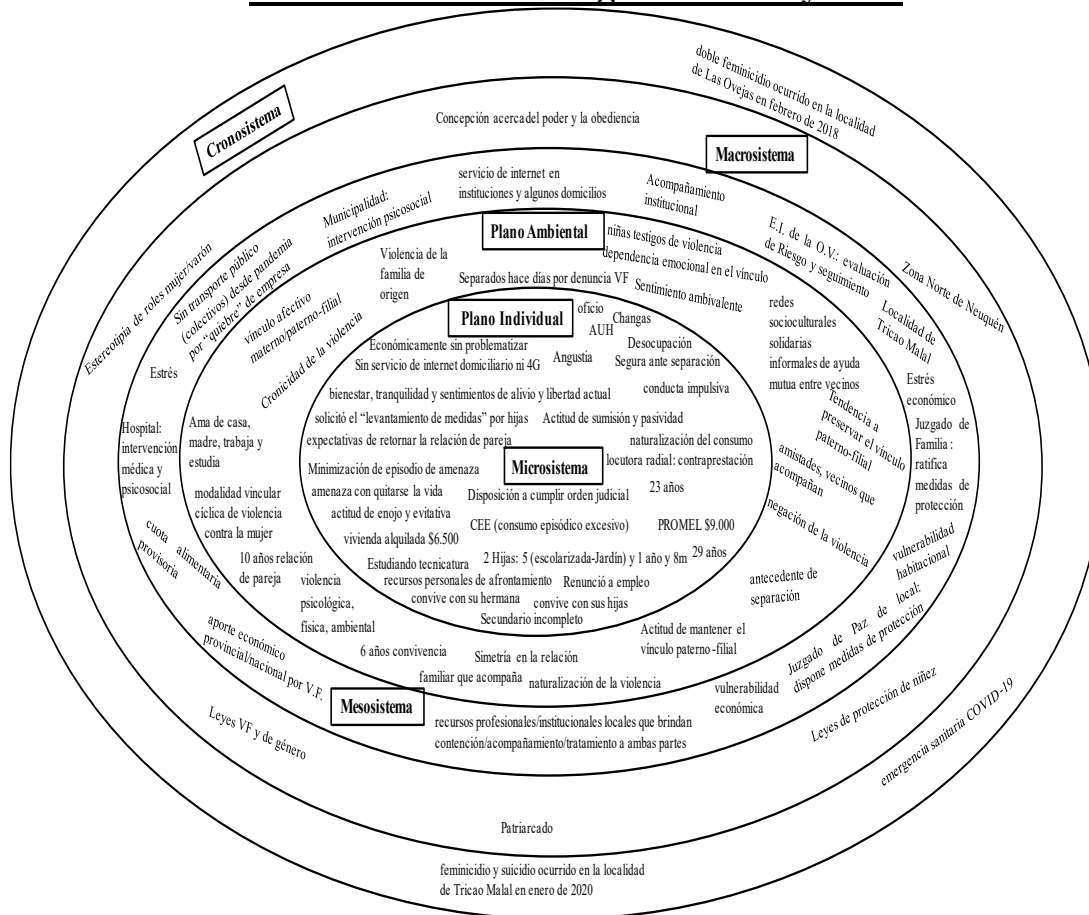 Cronosistema
doble feminicidio ocurrido en la localidad
de Las Ovejas en febrero de 2018
Concepción acerca del poder y la obediencia
Macrosistema
servicio de internet en
instituciones y algunos domicilios
Acompañamiento
institucional
Municipalidad:
intervención psicosocial
Plano Ambiental
niñas testigos de violencia
dependencia emocional en el vínculo
E.I. de la O.V.: evaluación
de Riesgo y seguimiento
Zona Norte de Neuquén
Estereotipia de roles mujer/varón
Sin transporte público
(colectivos) desde pandemia
por "quiebre" de empresa
Violencia de la
familia de
origen
Separados hace días por denuncia VF
Sentimiento ambivalente
vínculo afectivo
materno/paterno-filial
redes
socioculturales
solidarias
informales de ayuda
mutua entre vecinos
Localidad de
Tricao Malal
Plano Individual
oficio
Changas
AUH
Cronicidad de la violencia
Económicamente sin problematizar
Desocupación
Sin servicio de internet domiciliario ni 4G
Angustia
Segura ante separación
Estrés
Estrés
económico
bienestar, tranquilidad y sentimientos de alivio y libertad actual
conducta impulsiva
Tendencia a
preservar el vínculo
paterno-filial
solicitó el "levantamiento de medidas" por hijas
Actitud de sumisión y pasividad
Hospital:
intervención
médica y
psicosocial
Ama de casa,
madre, trabaja y
estudia
expectativas de retornar la relación de pareja
naturalización del consumo
Juzgado de
Familia :
ratifica
medidas de
protección
Minimización de episodio de amenaza
Microsistema
locutora radial: contraprestación
amistades, vecinos que
acompañan
modalidad vincular
cíclica de violencia
contra la mujer
amenaza con quitarse la vida
Disposición a cumplir orden judicial
23 años
actitud de enojo y evitativa
CEE (consumo episódico excesivo)
PROMEL $9.000
negación de la violencia
vivienda alquilada $6.500
cuota alimentaria
provisoria
10 años relación
de pareja
Estudiando tecnicatura
2 Hijas: 5 (escolarizada-Jardín) y 1 año y 8m
29 años
vulnerabilidad
habitacional
violencia
psicológica,
física, ambiental
recursos personales de afrontamiento
Renunció a empleo
antecedente de
separación
convive con su hermana
convive con sus hijas
Secundario incompleto
Actitud de mantener el
vínculo paterno -filial
Juzgado de Paz de local:
dispone medidas de protección
aporte económico
provincial/nacional por V.F.
6 años convivencia
Simetría en la relación
familiar que acompaña
naturalización de la violencia
vulnerabilidad
económica
Mesosistema
recursos profesionales/institucionales locales que brindan
contención/acompañamiento/tratamiento a ambas partes
Leyes VF y de género
Leyes de protección de niñez
emergencia sanitaria COVID-19
Patriarcado
feminicidio y suicidio ocurrido en la localidad
de Tricao Malal en enero de 2020